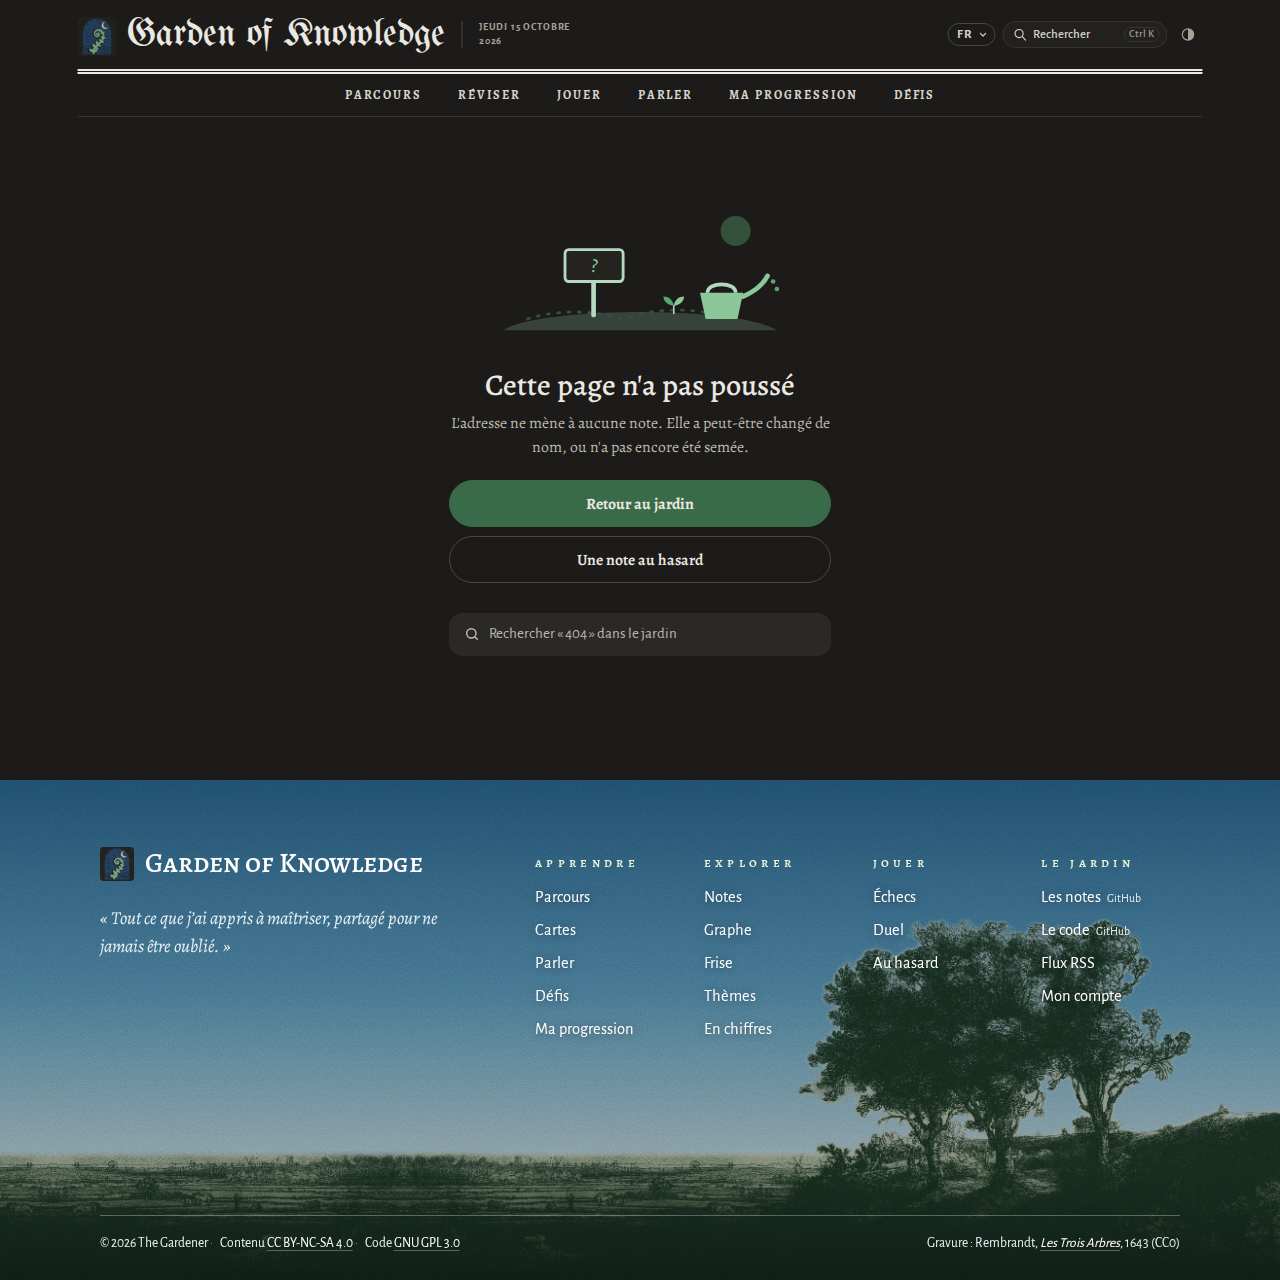 Garden of Knowledge
JEUDI 15 OCTOBRE
2026
FR
Rechercher
Ctrl K
PARCOURS RÉVISER JOUER PARLER MA PROGRESSION DÉFIS
?
Cette page n'a pas poussé
L'adresse ne mène à aucune note. Elle a peut-être changé de
nom, ou n'a pas encore été semée.
Retour au jardin
Une note au hasard
Rechercher « 404 » dans le jardin
Garden of Knowledge
« Tout ce que j’ai appris à maîtriser, partagé pour ne
jamais être oublié. »
APPRENDRE
Parcours
Cartes
Parler
Défis
Ma progression
EXPLORER
Notes
Graphe
Frise
Thèmes
En chiffres
JOUER
Échecs
Duel
Au hasard
LE JARDIN
Les notes GitHub
Le code GitHub
Flux RSS
Mon compte
© 2026 The Gardener · Contenu CC BY-NC-SA 4.0 · Code GNU GPL 3.0
Gravure : Rembrandt, Les Trois Arbres, 1643 (CC0)